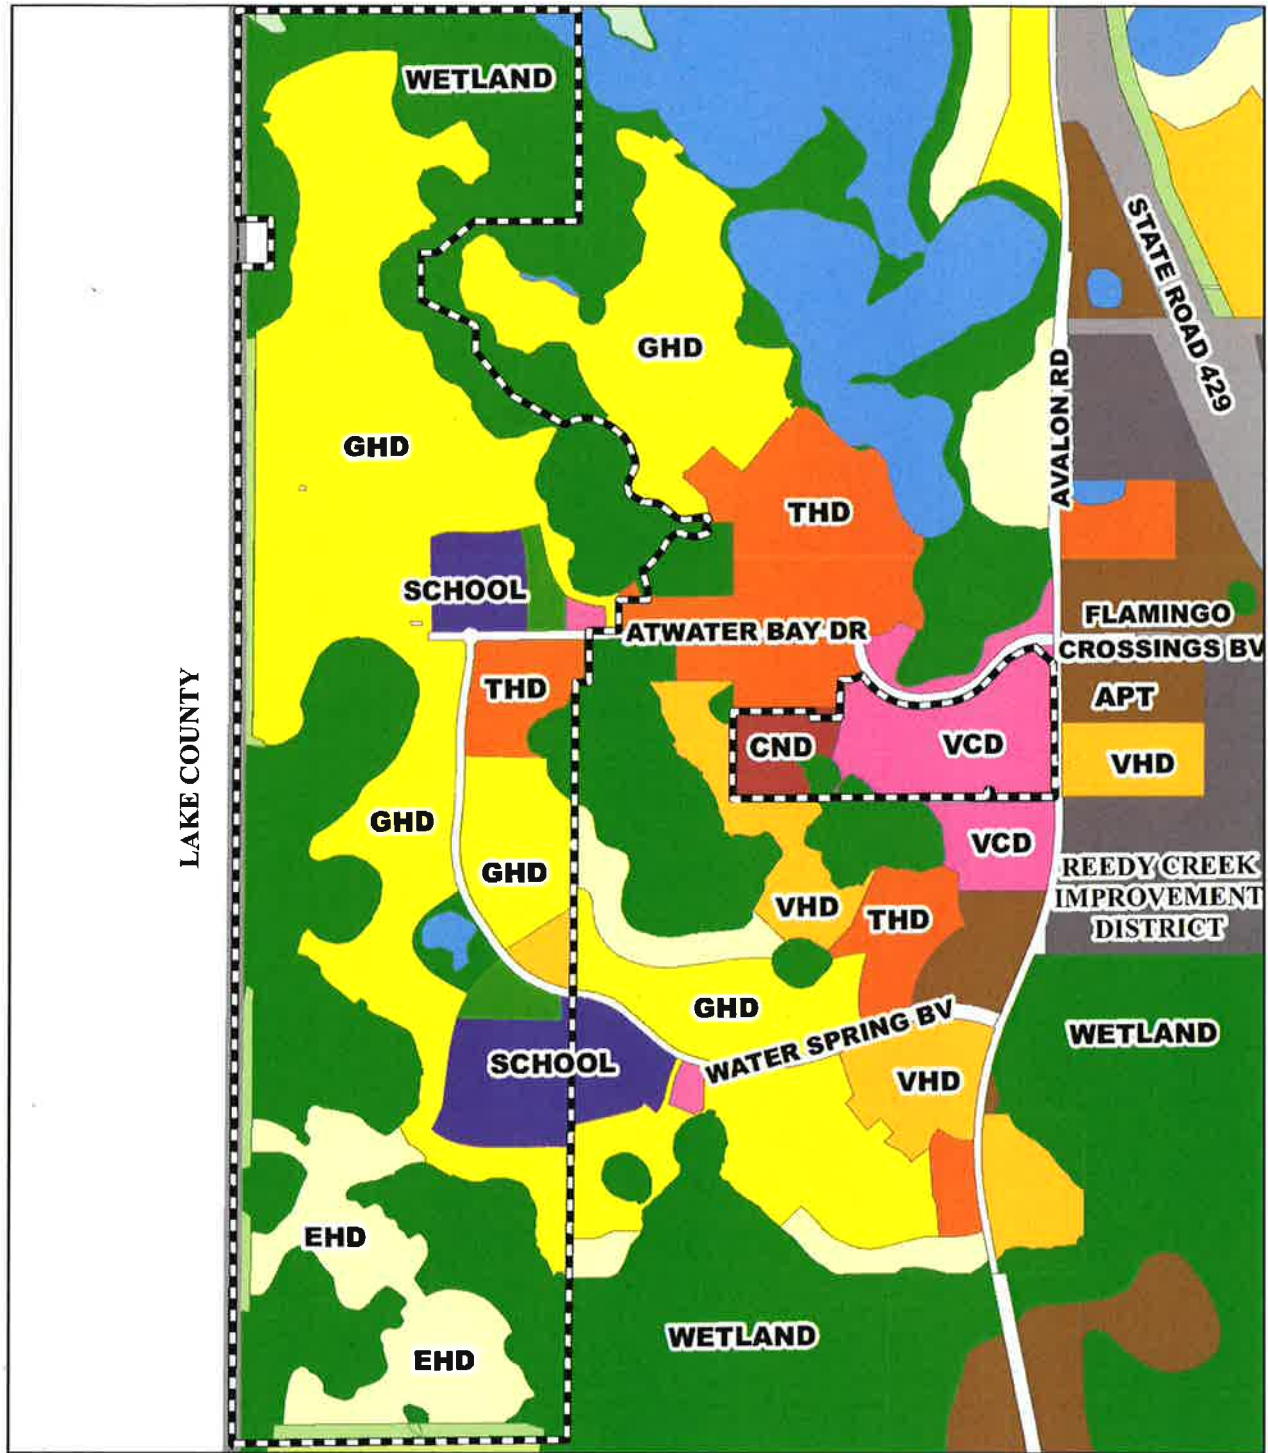 WETLAND
STATE ROAD 429
GHD
AVALON RD
GHD
THD
SCHOOL
FLAMINGO
CROSSINGS BV
ATWATER BAY DR
THD
APT
CND
VCD
VHD
LAKE COUNTY
GHD
VCD
GHD
REEDY CREEK
IMPROVEMENT
DISTRICT
VHD
THD
GHD
WATER SPRING BV
WETLAND
SCHOOL
VHD
EHD
WETLAND
EHD